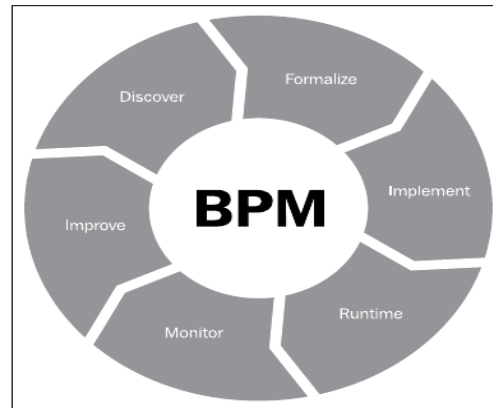 Discover
Formalize
Implement
Runtime
Monitor
Improve
BPM